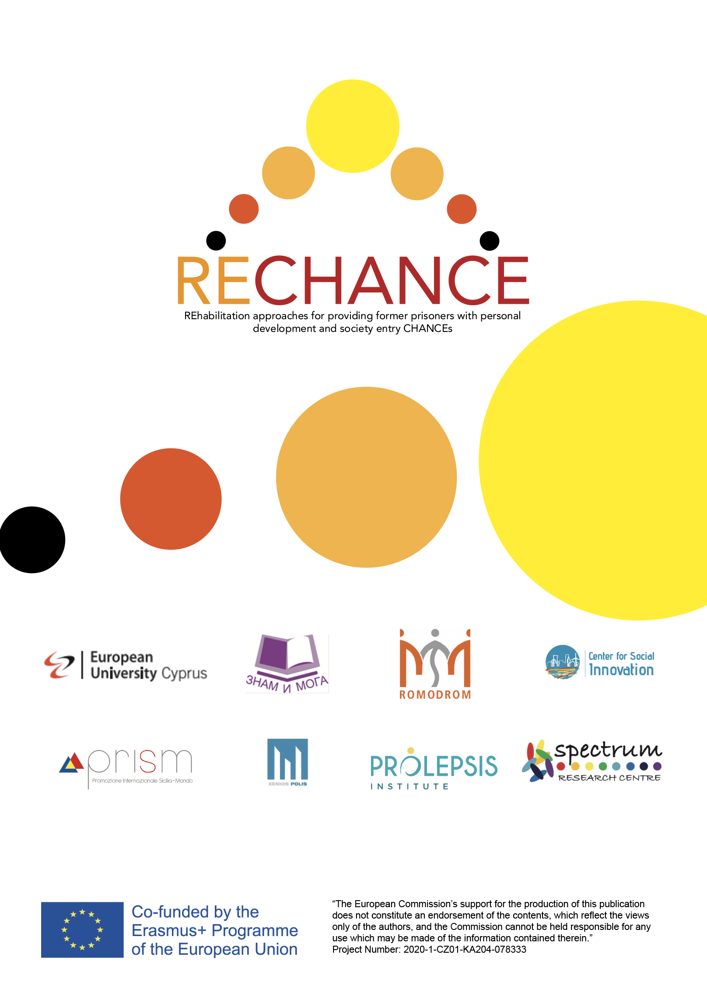 RECHANCE
REhabilitation approaches for providing former prisoners with personal
development and society entry CHANCEs
European
University Cyprus
ЗНАМ И МОГА
ROMODROM
Center for Social
Innovation
prism
Promozione Internazionale Sicilia-Mondo
XENIOS POLIS
PROLEPSIS
INSTITUTE
spectrum
RESEARCH CENTRE
Co-funded by the
Erasmus+ Programme
of the European Union
“The European Commission’s support for the production of this publication
does not constitute an endorsement of the contents, which reflect the views
only of the authors, and the Commission cannot be held responsible for any
use which may be made of the information contained therein.”
Project Number: 2020-1-CZ01-KA204-078333